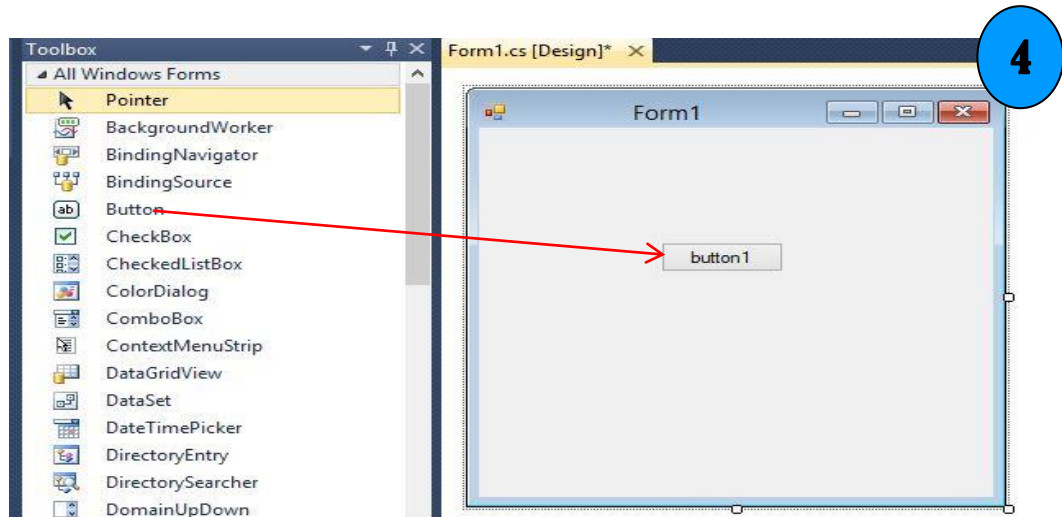 4
Toolbox
All Windows Forms
Pointer
BackgroundWorker
BindingNavigator
BindingSource
Button
CheckBox
CheckedListBox
ColorDialog
ComboBox
ContextMenuStrip
DataGridView
DataSet
DateTimePicker
DirectoryEntry
DirectorySearcher
DomainUpDown
Form1.cs [Design]*
Form1
button1